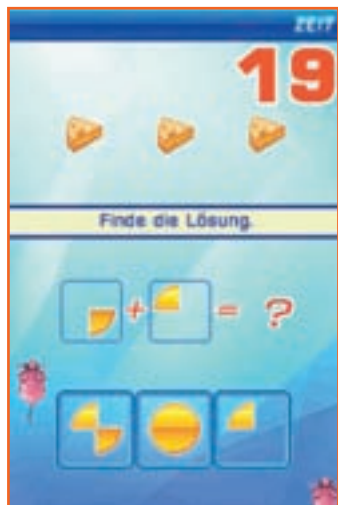 ZEIT
19
Finde die Lösung.
+ = ?